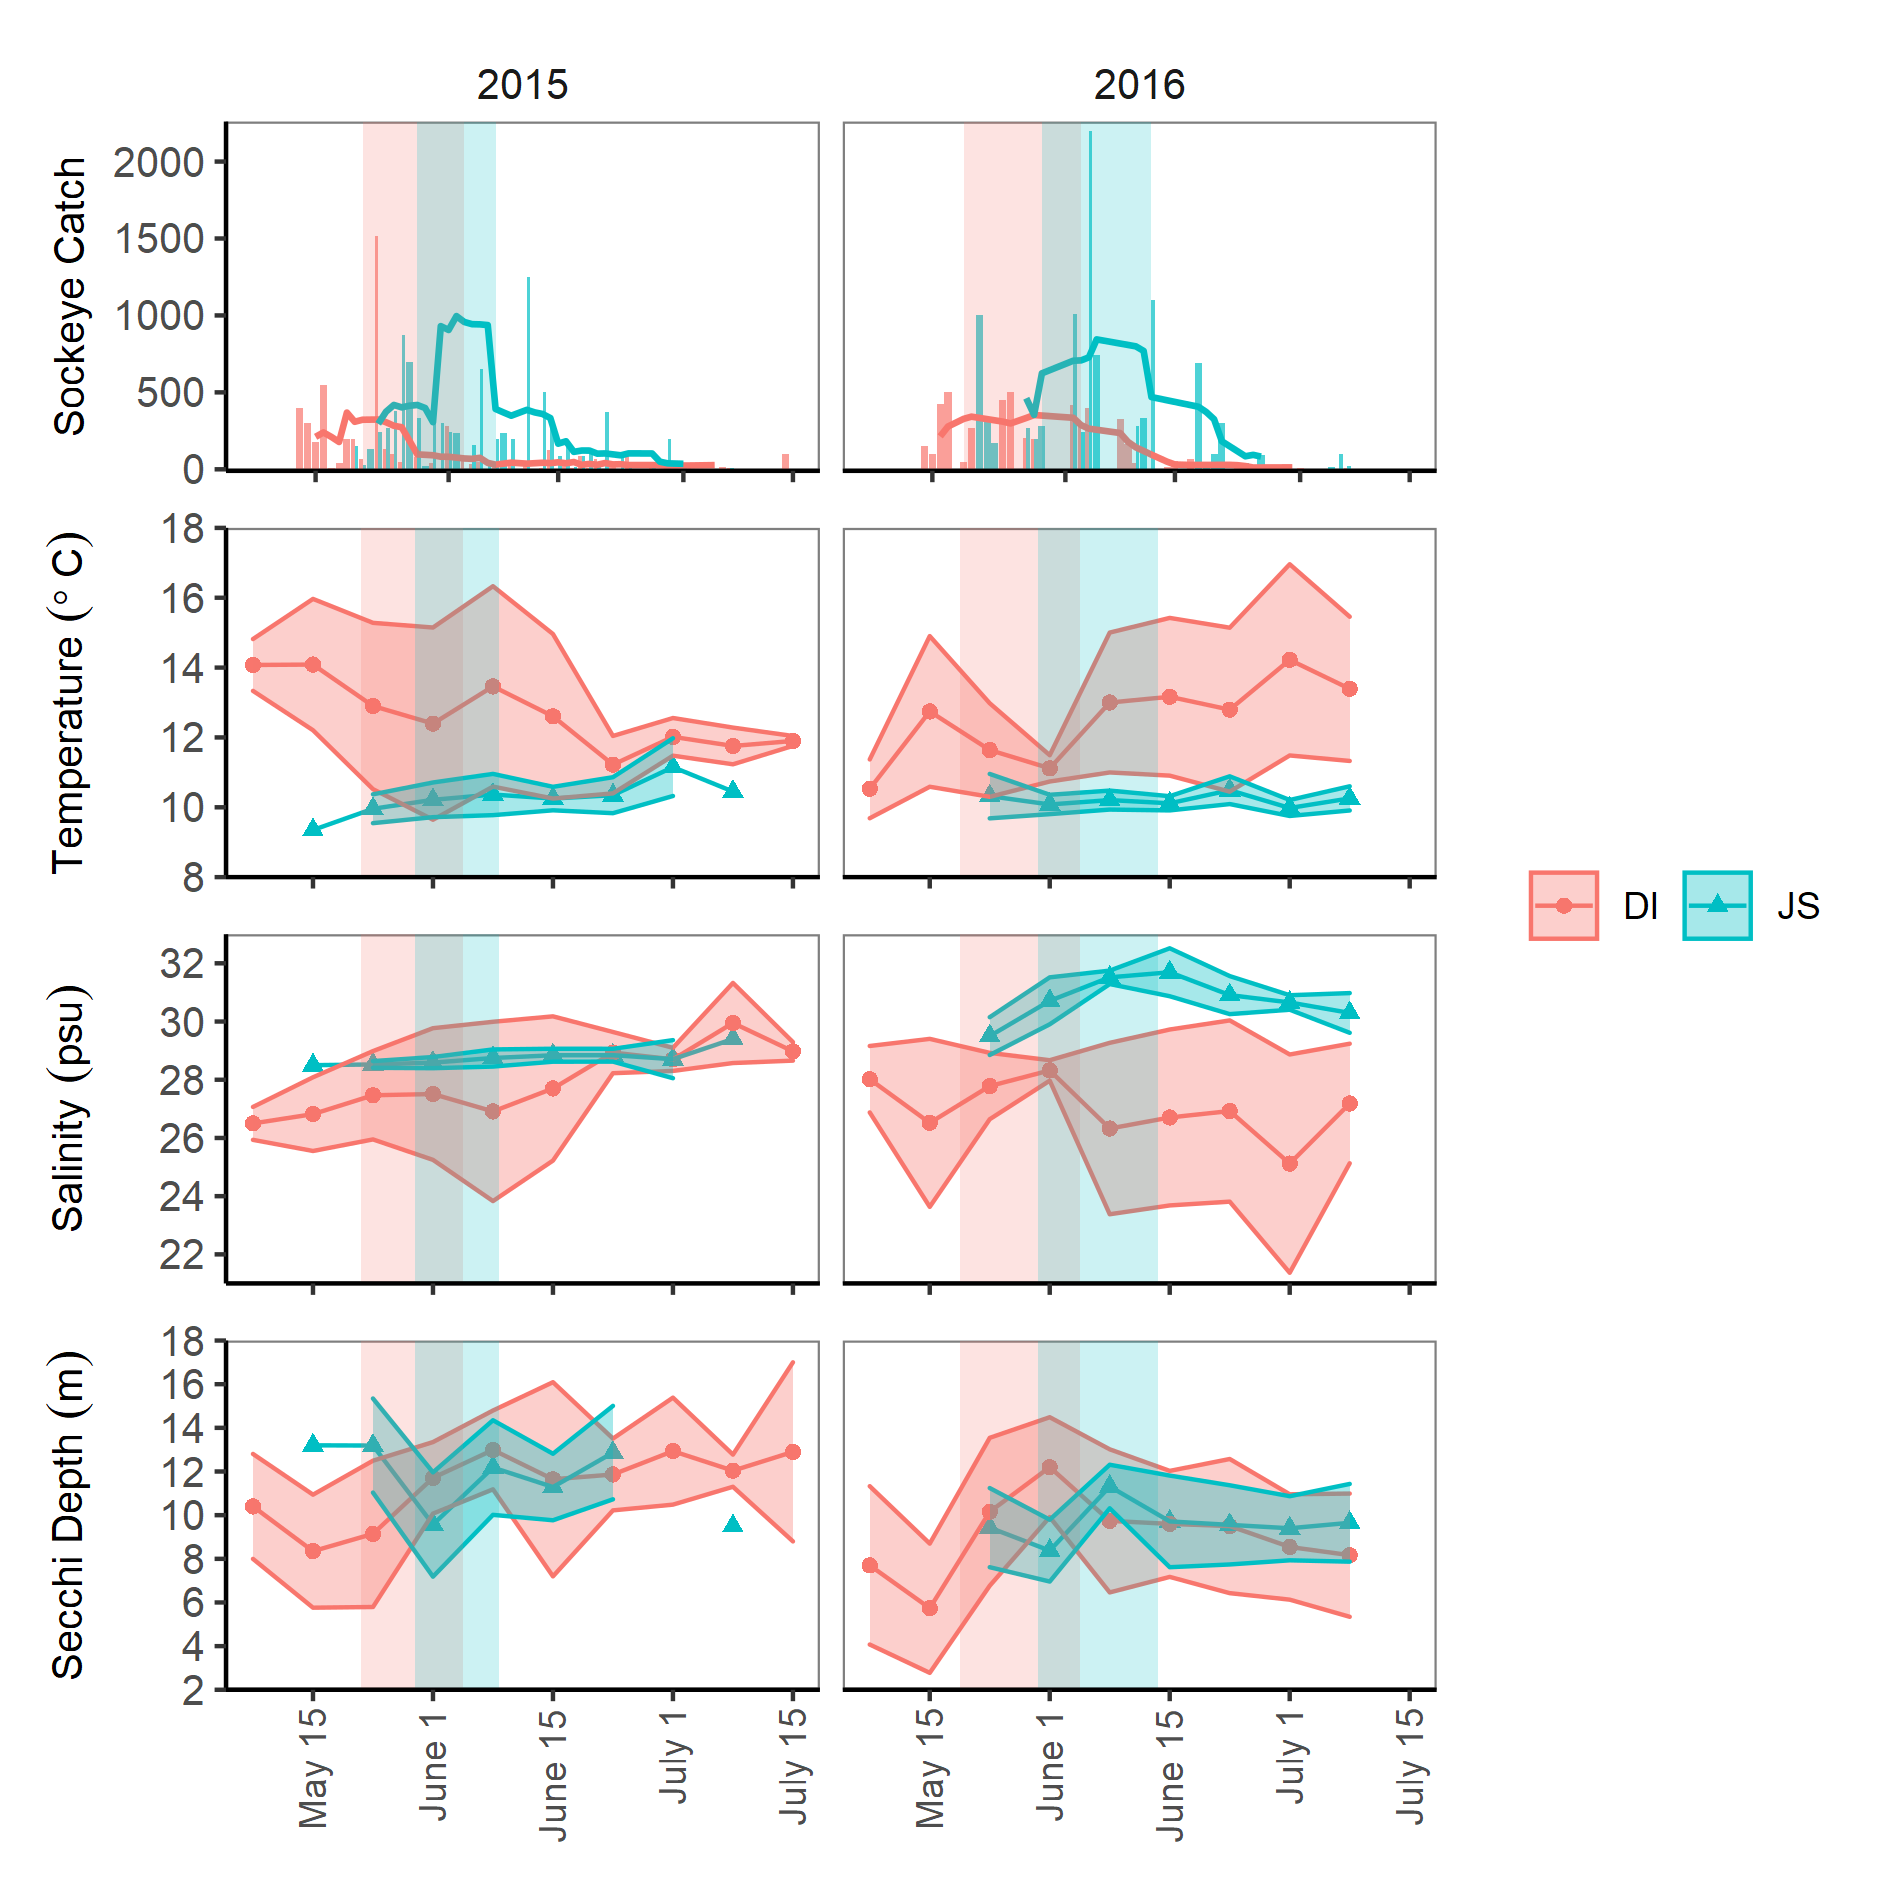 2015
2016
Sockeye Catch
2000
1500
1000
500
0
Temperature (° C)
18
16
14
12
10
8
DI
JS
Salinity (psu)
32
30
28
26
24
22
Secchi Depth (m)
18
16
14
12
10
8
6
4
2
May 15
June 1
June 15
July 1
July 15
May 15
June 1
June 15
July 1
July 15